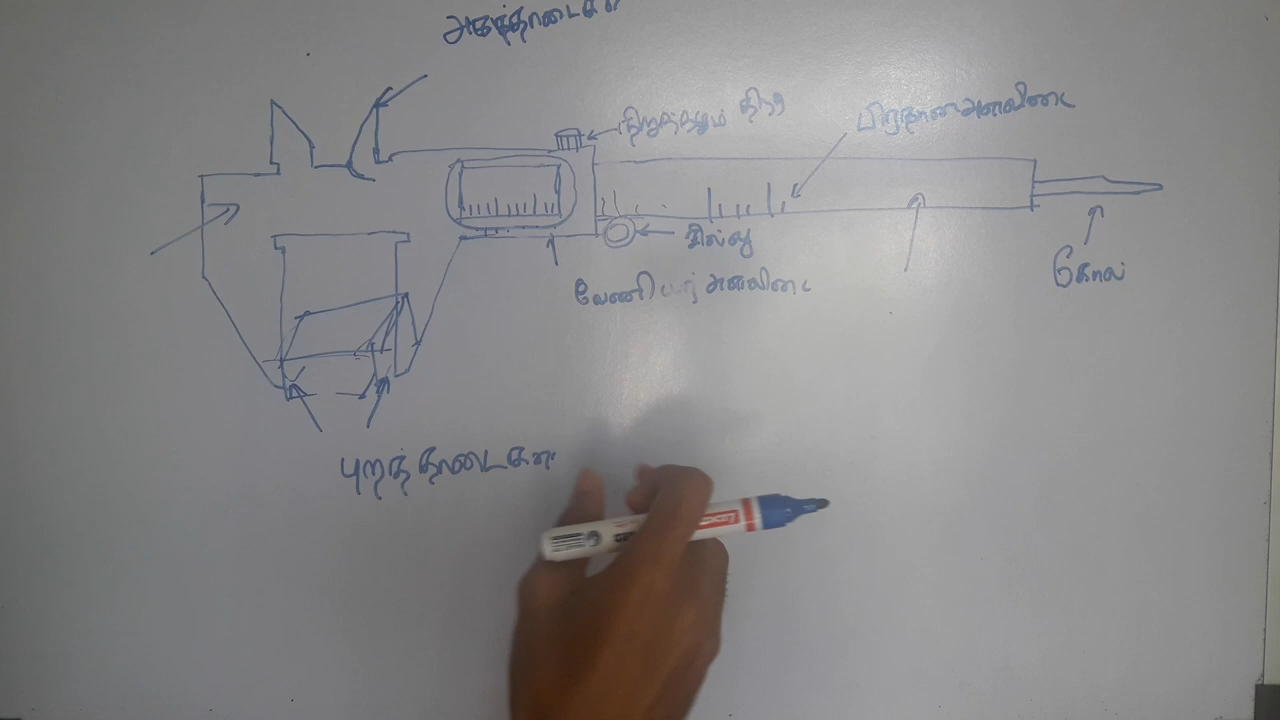 அகத்தாடைகள்
நிறுத்தும் திருகு
பிரதான அளவிடை
சில்லு
வேணியர் அளவிடை
கோல்
புறத்தாடைகள்